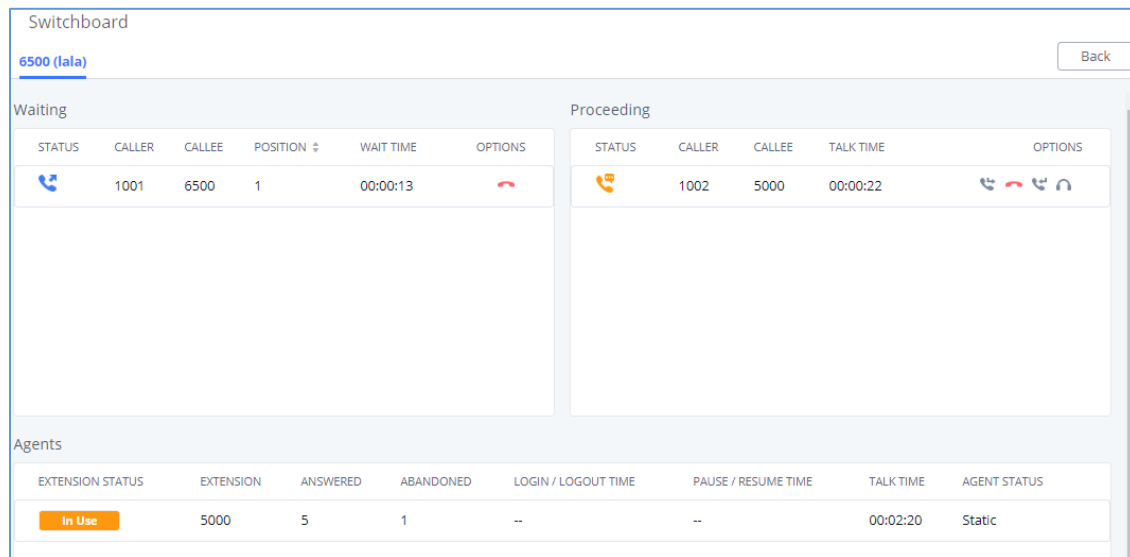 Switchboard
6500 (lala)
Back
Waiting
STATUS CALLER CALLEE POSITION WAIT TIME OPTIONS
1001 6500 1 00:00:13
Proceeding
STATUS CALLER CALLEE TALK TIME OPTIONS
1002 5000 00:00:22
Agents
EXTENSION STATUS EXTENSION ANSWERED ABANDONED LOGIN / LOGOUT TIME PAUSE / RESUME TIME TALK TIME AGENT STATUS
In Use 5000 5 1 -- -- 00:02:20 Static